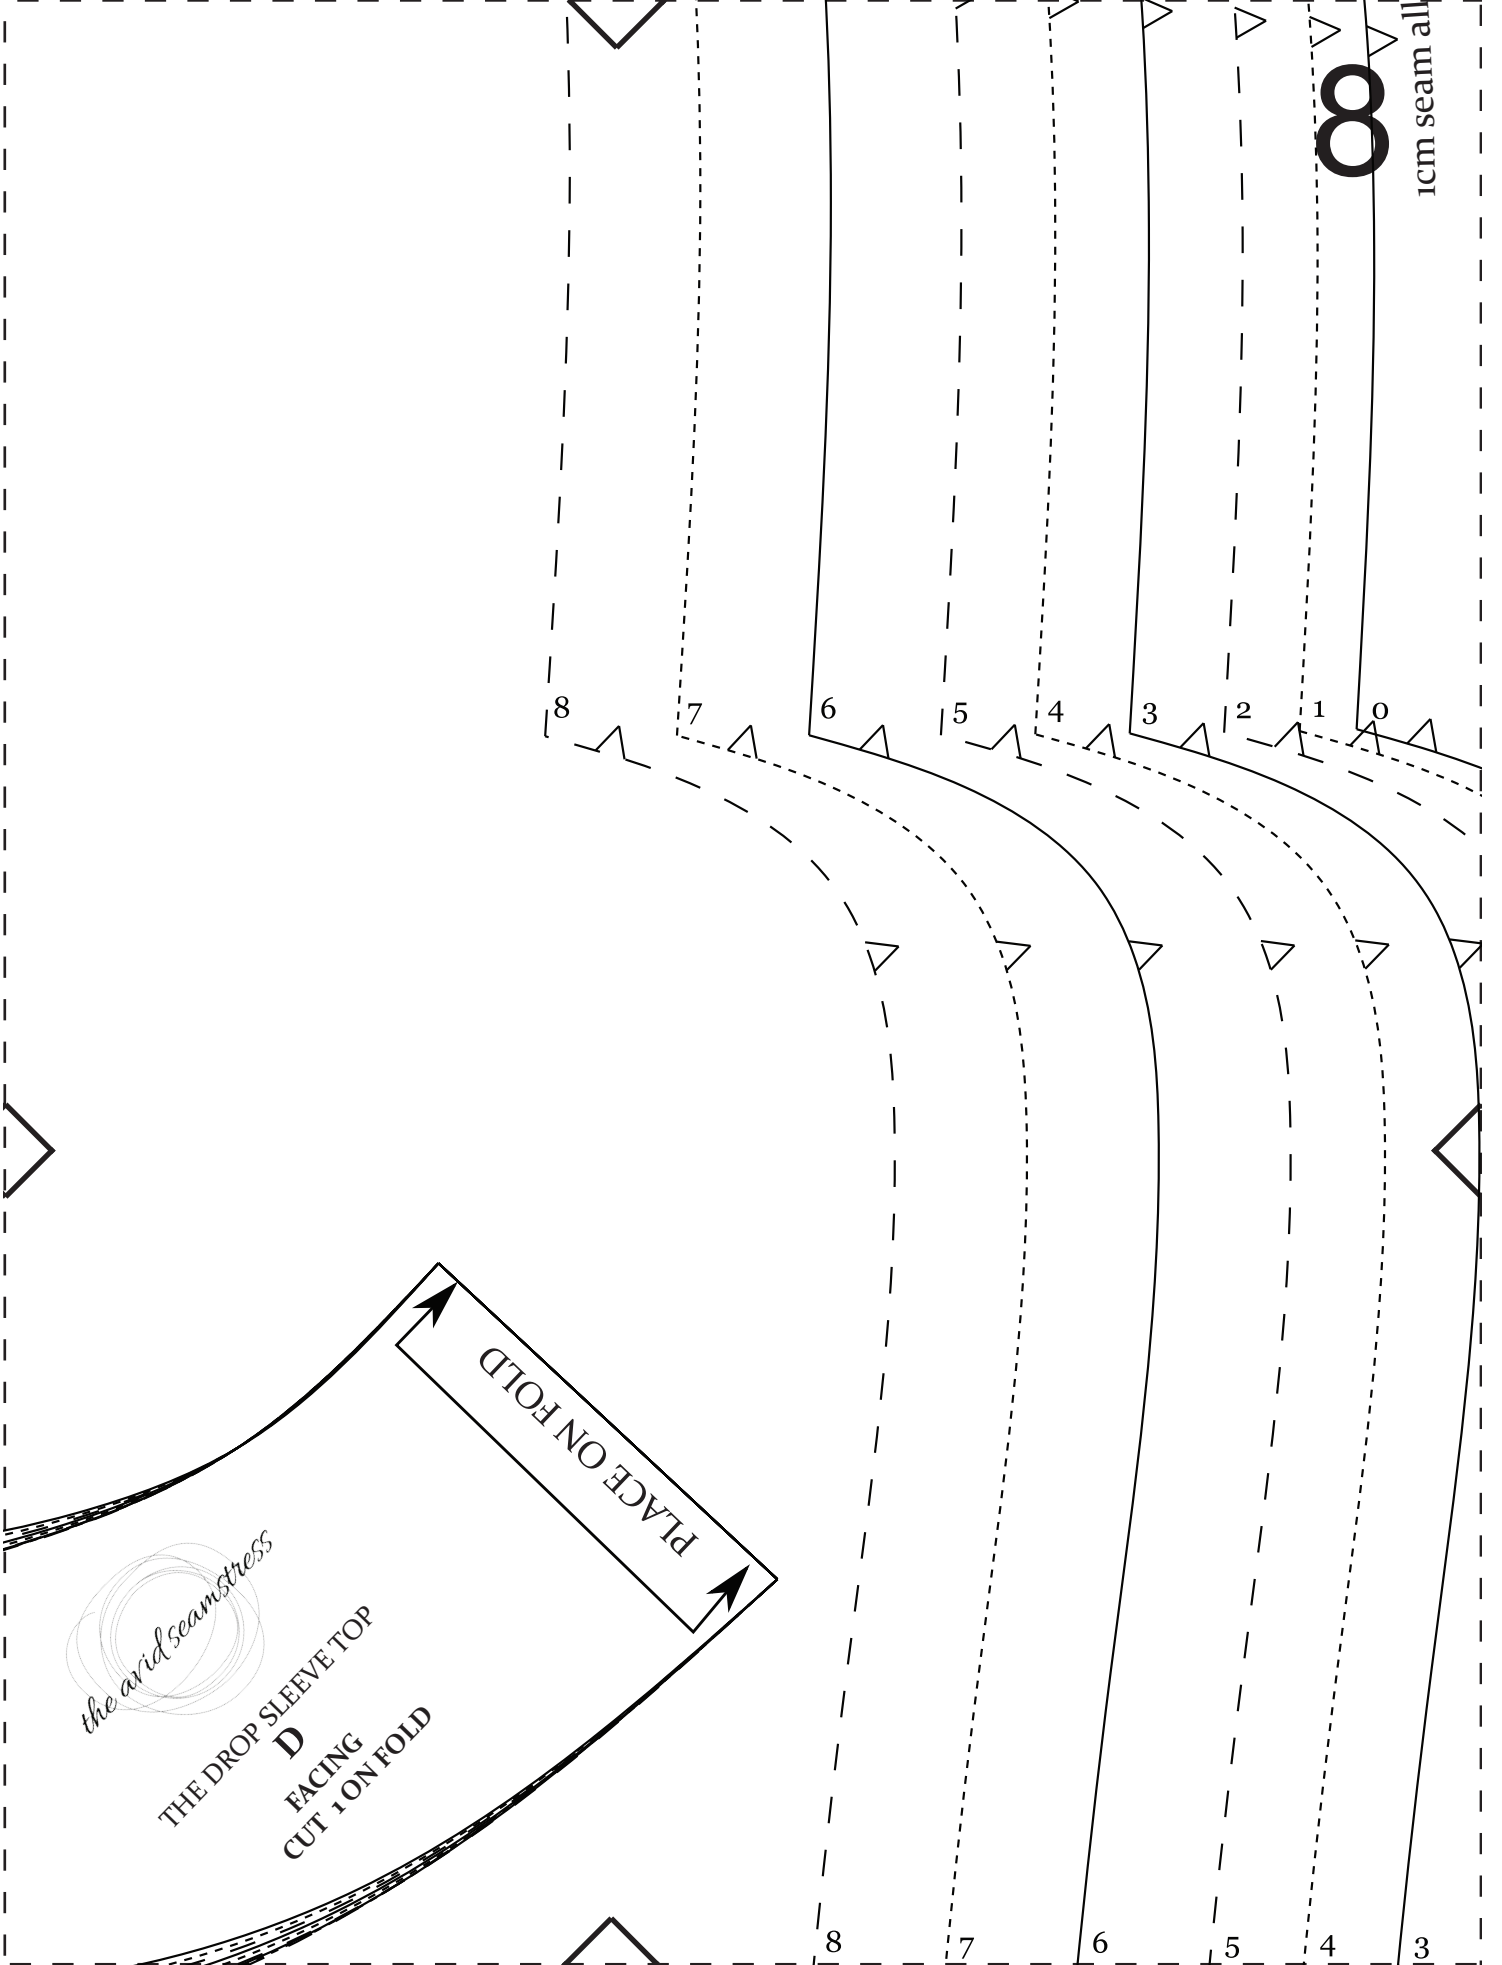 8
1cm seam all
8
7
6
5
4
3
2
1
0
PLACE ON FOLD
the avid seamstress
THE DROP SLEEVE TOP
D
FACING
CUT 1 ON FOLD
8
7
6
5
4
3